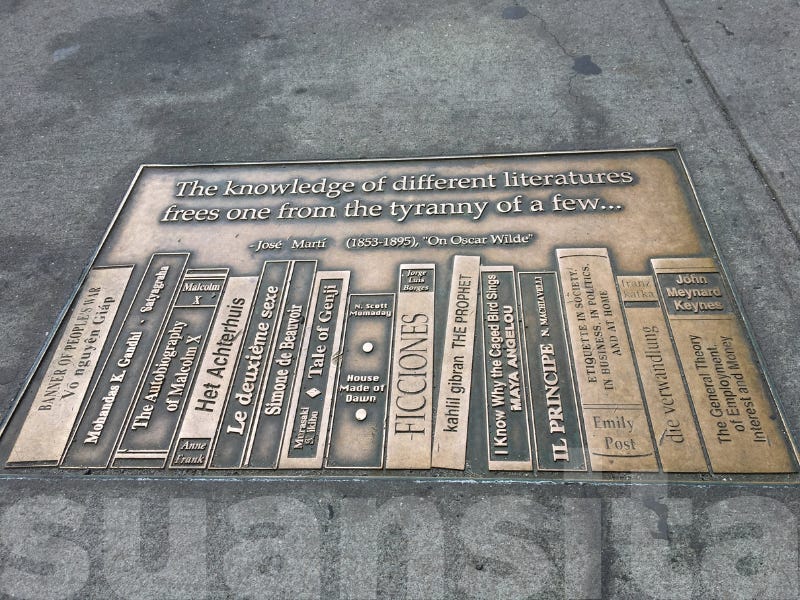 The knowledge of different literatures
frees one from the tyranny of a few...
- José Martí (1853-1895), "On Oscar Wilde"
BANNER OF PEOPLE'S WAR
Võ nguyên Giáp
Mohandas K. Gandhi Satyagraha
Malcolm
X
The Autobiography
of Malcolm X
Het Achterhuis
Anne
Frank
Le deuxième sexe
Simone de Beauvoir
Tale of Genji
Murasaki
N. Scott
Momaday
House
Made of
Dawn
Jorge
Luis
Borges
FICCIONES
kahlil gibran THE PROPHET
I Know Why the Caged Bird Sings
MAYA ANGELOU
IL PRINCIPE N. MACHIAVELLI
ETIQUETTE IN SOCIETY,
IN BUSINESS, IN POLITICS,
AND AT HOME
Emily
Post
franz
kafka
die verwandlung
John
Meynard
Keynes
The General Theory
of Employment,
Interest and Money
suansita